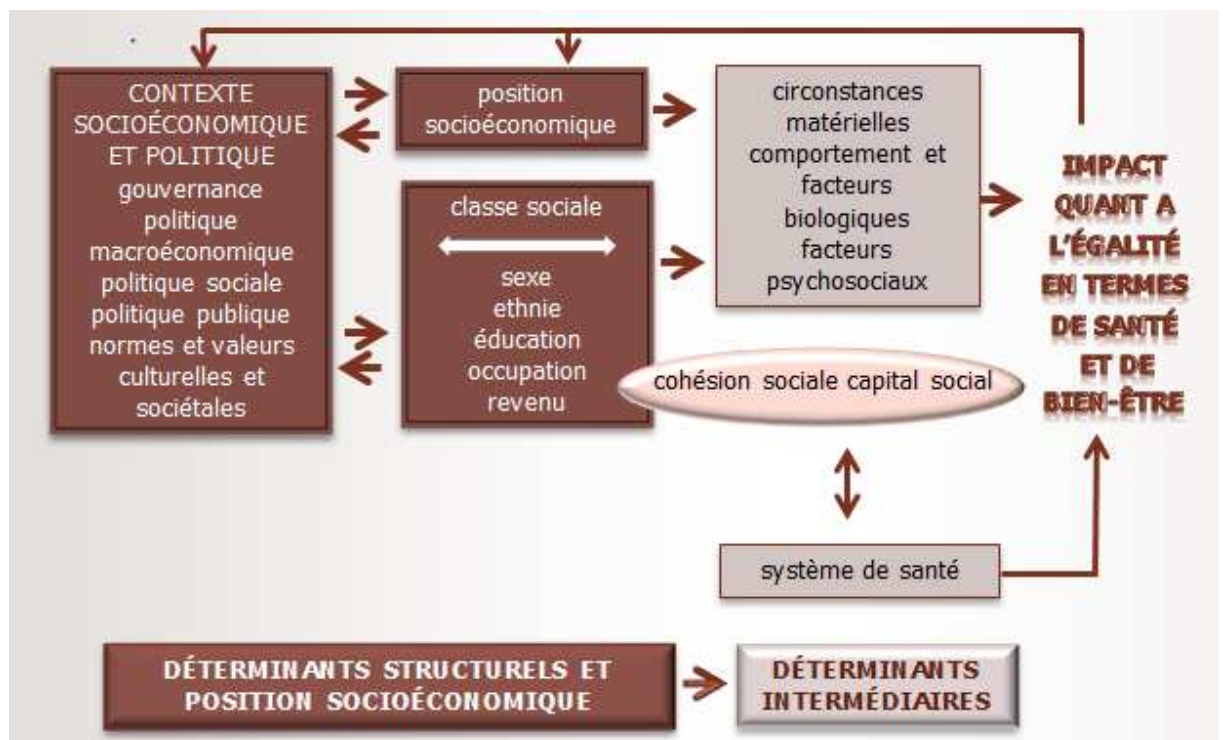 CONTEXTE
SOCIOÉCONOMIQUE
ET POLITIQUE
gouvernance
politique
macroéconomique
politique sociale
politique publique
normes et valeurs
culturelles et
sociétales
position
socioéconomique
classe sociale
sexe
ethnie
éducation
occupation
revenu
circonstances
matérielles
comportement et
facteurs
biologiques
facteurs
psychosociaux
cohésion sociale capital social
système de santé
IMPACT
QUANT A
L'ÉGALITÉ
EN TERMES
DE SANTÉ
ET DE
BIEN-ÊTRE
DÉTERMINANTS STRUCTURELS ET
POSITION SOCIOÉCONOMIQUE
DÉTERMINANTS
INTERMÉDIAIRES